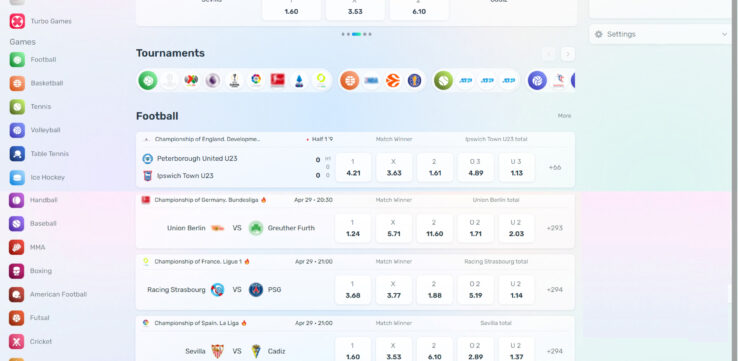 Sevilla
1 X 2
1.60 3.53 6.10
Cadiz
Turbo Games
Settings
Games
Football
Basketball
Tennis
Volleyball
Table Tennis
Ice Hockey
Handball
Baseball
MMA
Boxing
American Football
Futsal
Cricket
Tournaments
Football
More
Championship of England. Developme...
Half 1 '9
Match Winner
Ipswich Town U23 total
Peterborough United U23 0 0
Ipswich Town U23 0 0
1 X 2 O 3 U 3
4.21 3.63 1.61 4.89 1.13
+66
Championship of Germany. Bundesliga
Apr 29 • 20:30
Match Winner
Union Berlin total
Union Berlin VS Greuther Furth
1 X 2 O 2 U 2
1.24 5.71 11.60 1.71 2.03
+293
Championship of France. Ligue 1
Apr 29 • 21:00
Match Winner
Racing Strasbourg total
Racing Strasbourg VS PSG
1 X 2 O 2 U 2
3.68 3.77 1.88 5.19 1.14
+294
Championship of Spain. La Liga
Apr 29 • 21:00
Match Winner
Sevilla total
Sevilla VS Cadiz
1 X 2 O 2 U 2
1.60 3.53 6.10 2.89 1.37
+294